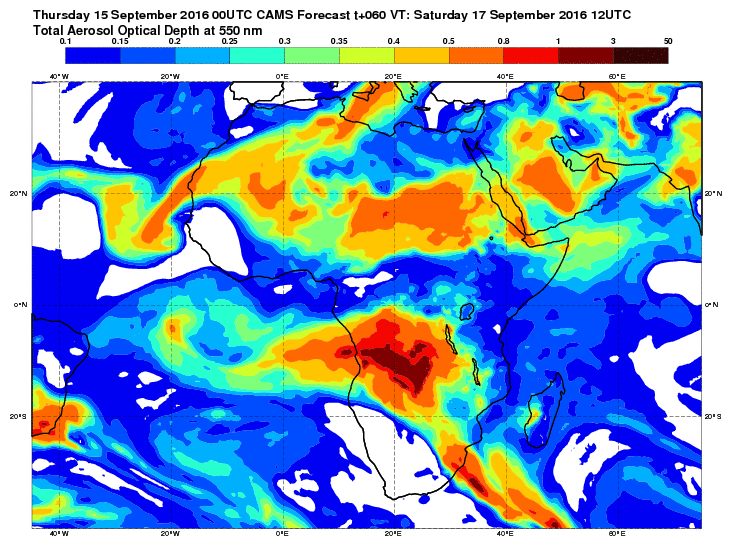 Thursday 15 September 2016 00UTC CAMS Forecast t+060 VT: Saturday 17 September 2016 12UTC
Total Aerosol Optical Depth at 550 nm
0.1 0.15 0.2 0.25 0.3 0.35 0.4 0.5 0.8 1 3 50
40°W 20°W 0°E 20°E 40°E 60°E
20°N 20°N
0°N 0°N
20°S 20°S
40°W 20°W 0°E 20°E 40°E 60°E